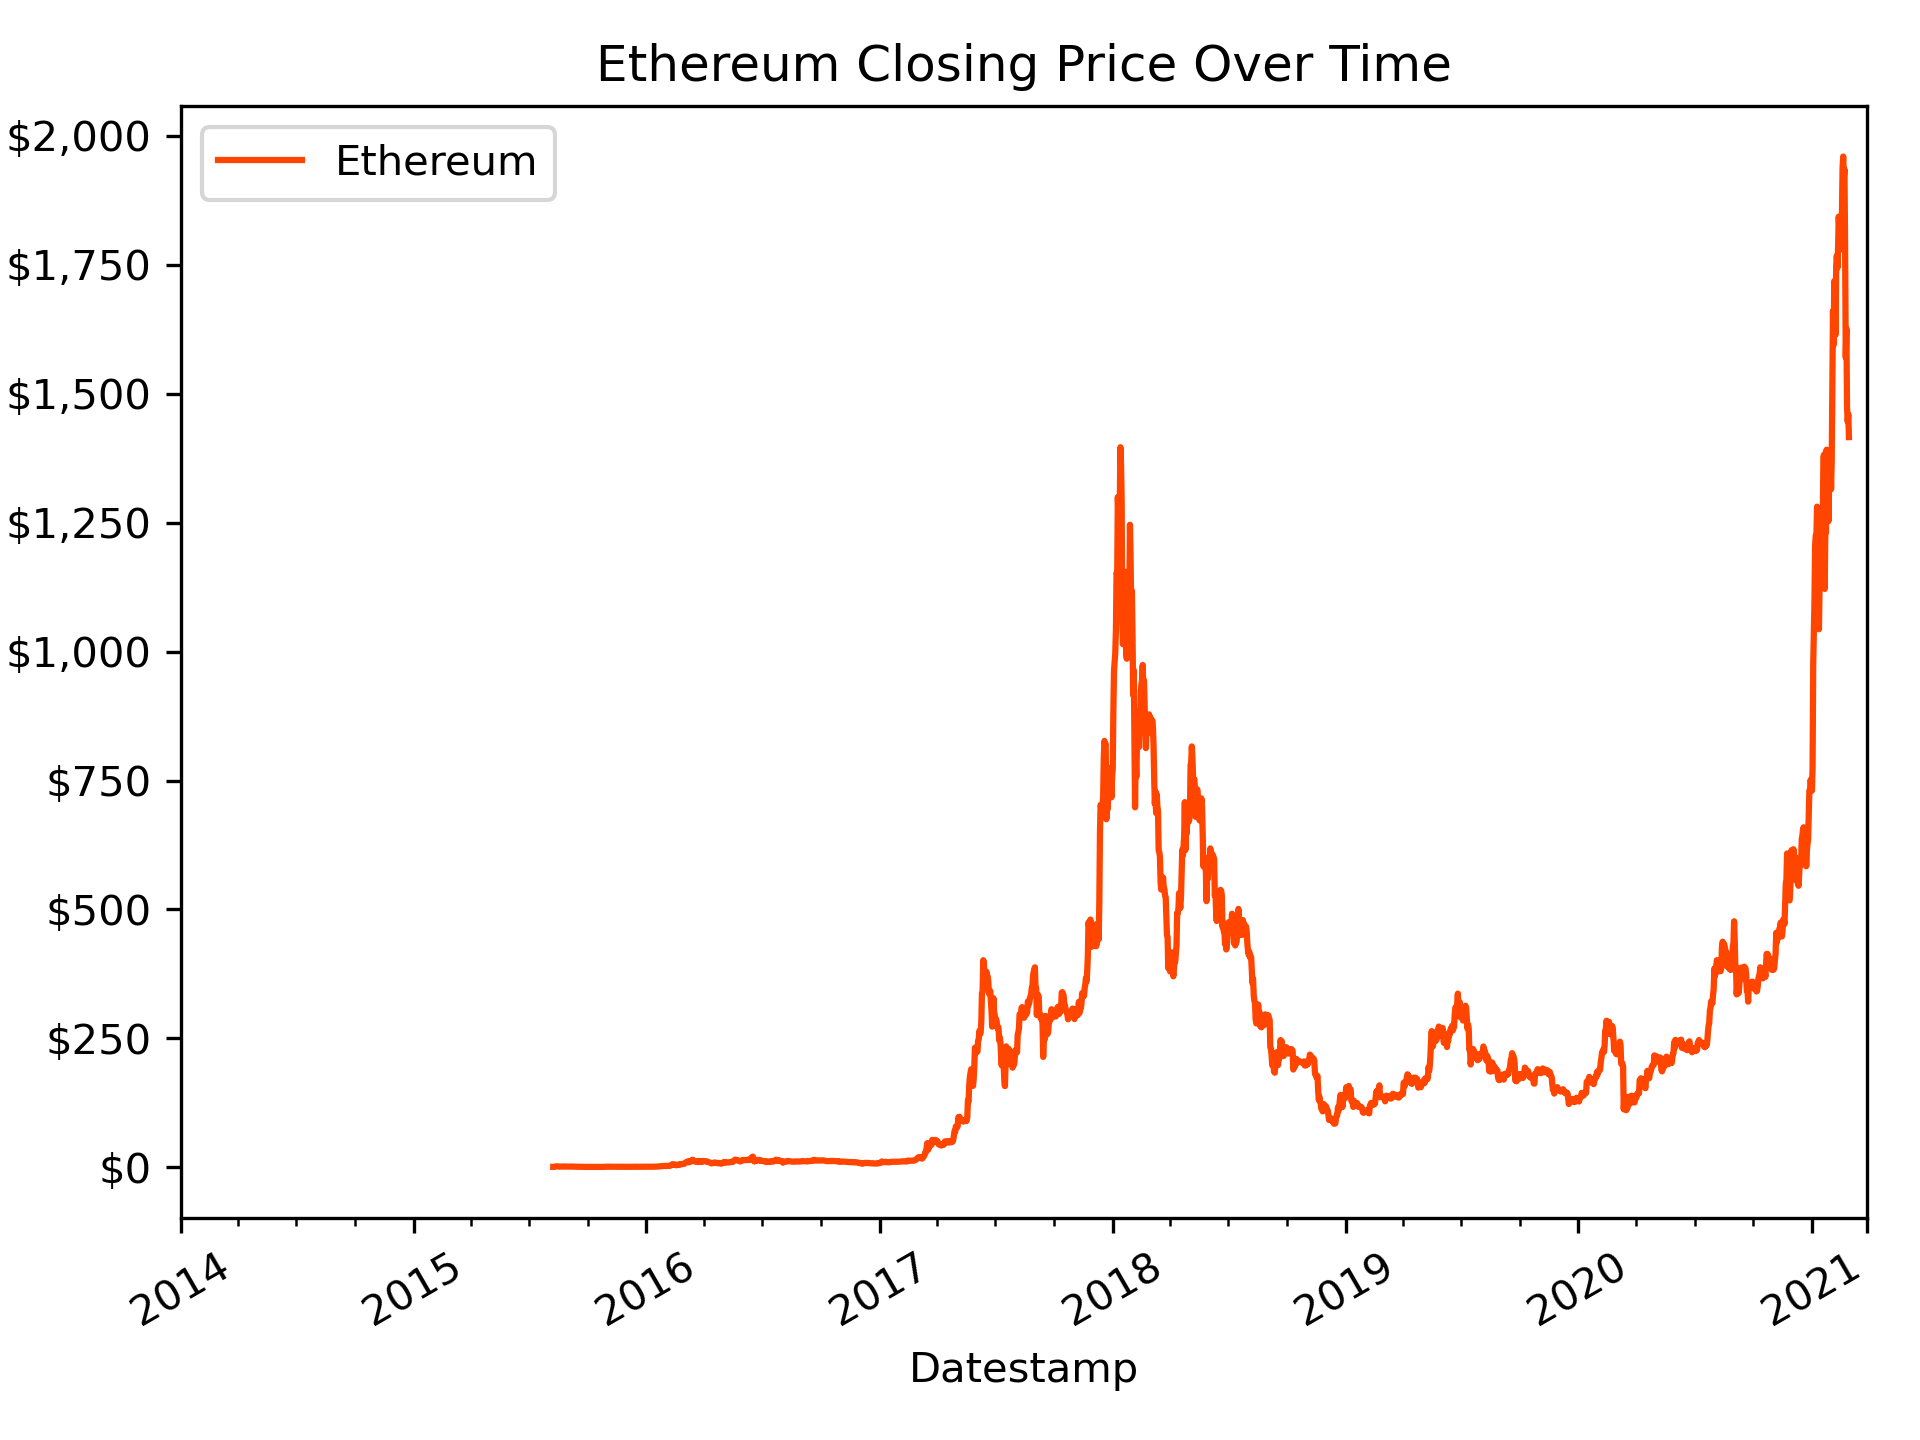 Ethereum Closing Price Over Time
Ethereum
$2,000
$1,750
$1,500
$1,250
$1,000
$750
$500
$250
$0
2014 2015 2016 2017 2018 2019 2020 2021
Datestamp